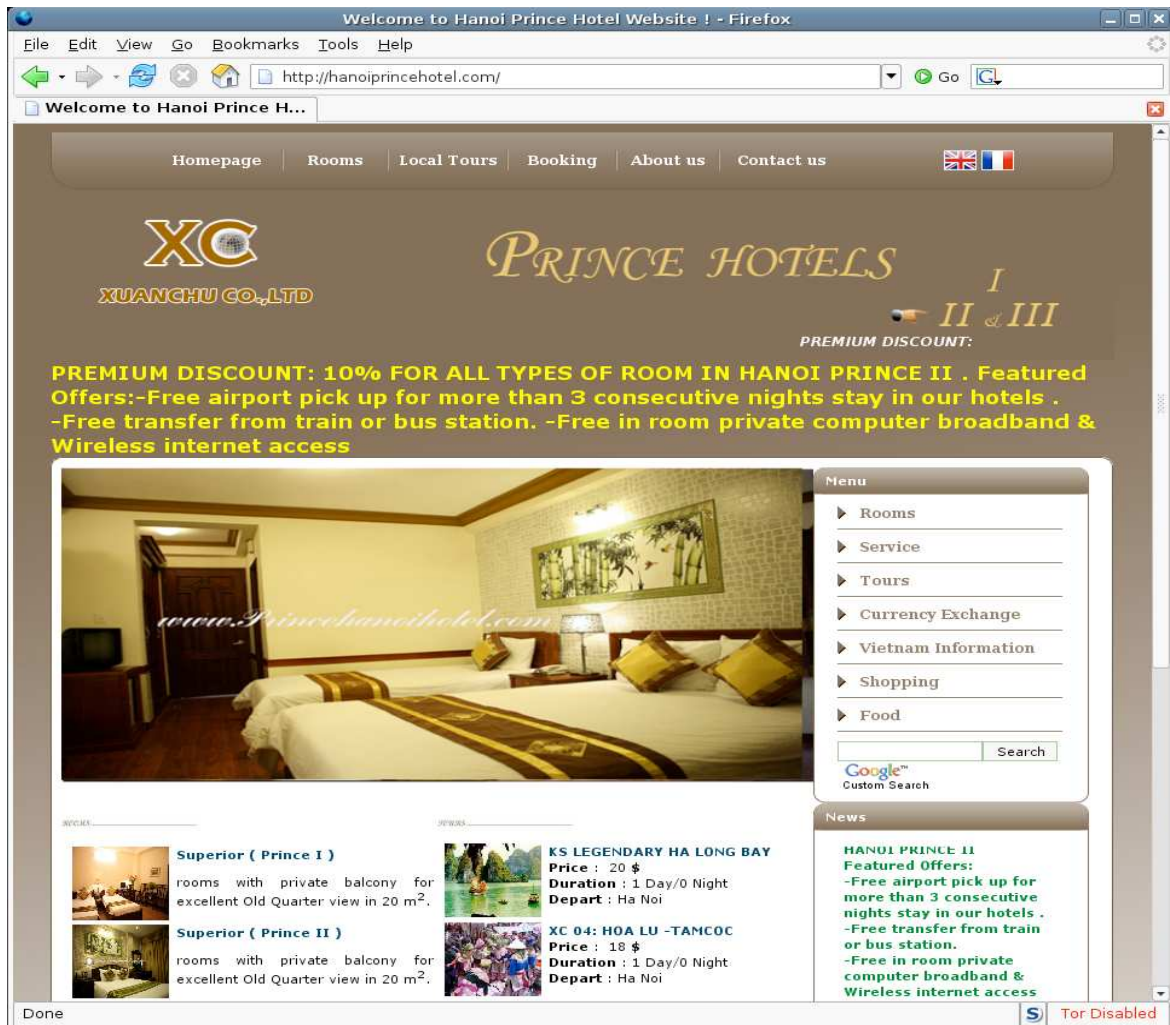 Welcome to Hanoi Prince Hotel Website ! - Firefox
File Edit View Go Bookmarks Tools Help
http://hanoiprincehotel.com/ Go G
Welcome to Hanoi Prince H...
Homepage Rooms Local Tours Booking About us Contact us
XC
XUANCHU CO.,LTD
PRINCE HOTELS
I
II & III
PREMIUM DISCOUNT:
PREMIUM DISCOUNT: 10% FOR ALL TYPES OF ROOM IN HANOI PRINCE II . Featured
Offers:-Free airport pick up for more than 3 consecutive nights stay in our hotels .
-Free transfer from train or bus station. -Free in room private computer broadband &
Wireless internet access
www.Princehanoihotel.com
Menu
Rooms
Service
Tours
Currency Exchange
Vietnam Information
Shopping
Food
Search
Google™
Custom Search
ROOMS
Superior ( Prince I )
rooms with private balcony for
excellent Old Quarter view in 20 m².
Superior ( Prince II )
rooms with private balcony for
excellent Old Quarter view in 20 m².
TOURS
KS LEGENDARY HA LONG BAY
Price : 20 $
Duration : 1 Day/0 Night
Depart : Ha Noi
XC 04: HOA LU -TAMCOC
Price : 18 $
Duration : 1 Day/0 Night
Depart : Ha Noi
News
HANOI PRINCE II
Featured Offers:
-Free airport pick up for
more than 3 consecutive
nights stay in our hotels .
-Free transfer from train
or bus station.
-Free in room private
computer broadband &
Wireless internet access
Done S Tor Disabled